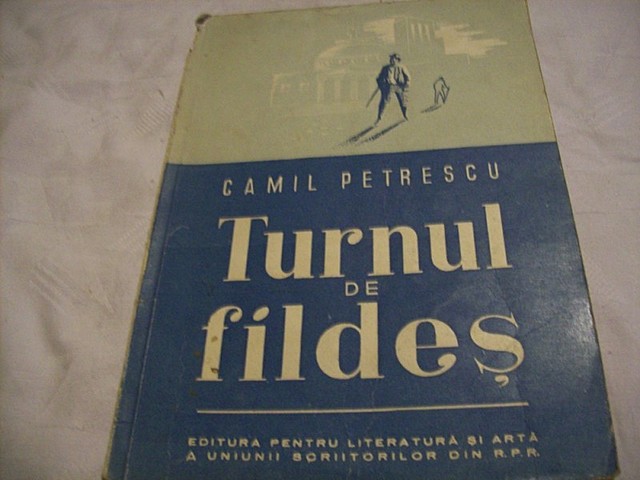 CAMIL PETRESCU
Turnul
DE
fildeș
EDITURA PENTRU LITERATURĂ ȘI ARTĂ
A UNIUNII SCRIITORILOR DIN R.P.R.